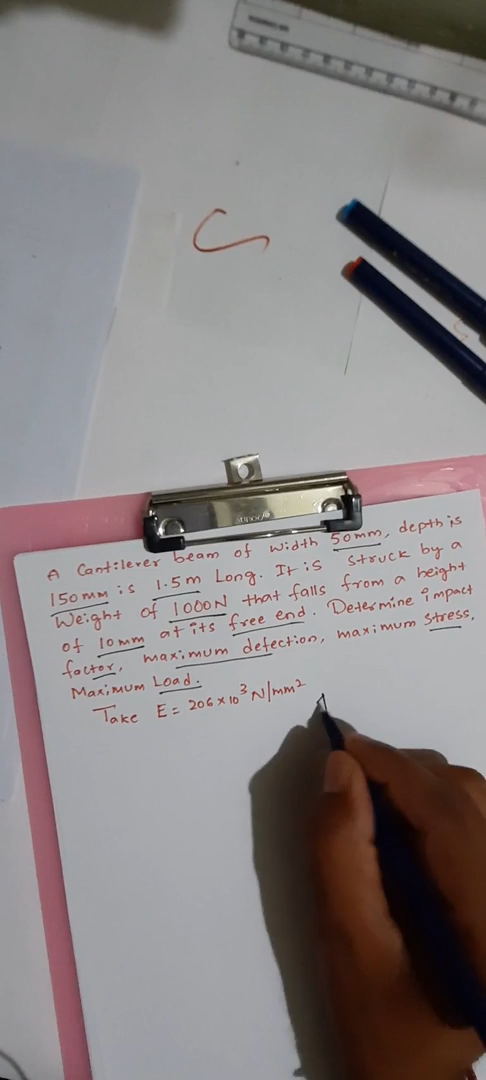 A Cantilever beam of width 50mm, depth is
150mm is 1.5m Long. It is struck by a
Weight of 1000N that falls from a height
of 10mm at its free end. Determine impact
factor, maximum defection, maximum stress,
Maximum Load.
Take E = 206×10³ N/mm²